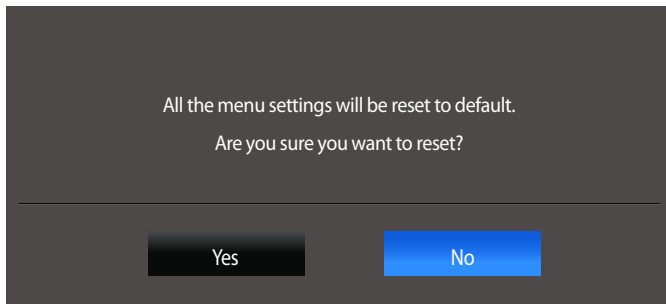 All the menu settings will be reset to default.
Are you sure you want to reset?
Yes
No